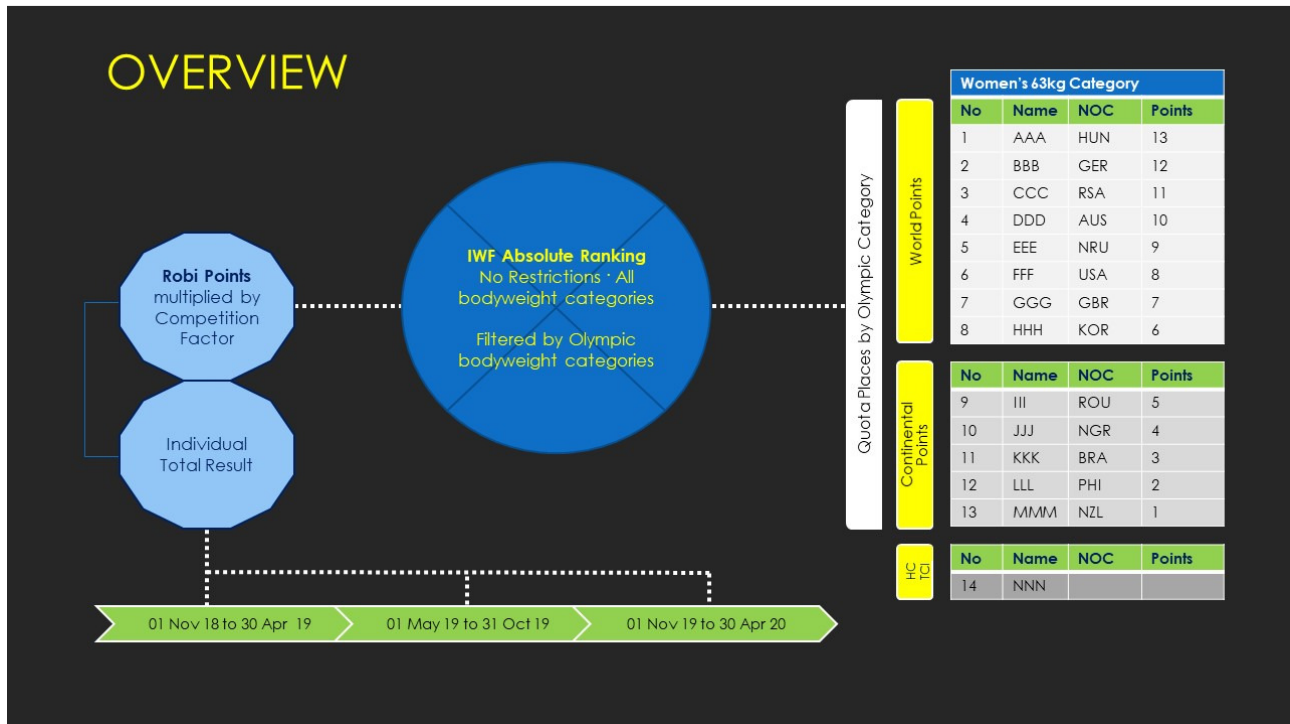 OVERVIEW
Robi Points
multiplied by
Competition
Factor
Individual
Total Result
IWF Absolute Ranking
No Restrictions · All
bodyweight categories
Filtered by Olympic
bodyweight categories
01 Nov 18 to 30 Apr 19
01 May 19 to 31 Oct 19
01 Nov 19 to 30 Apr 20
Quota Places by Olympic Category
World Points
Women's 63kg Category
No Name NOC Points
1 AAA HUN 13
2 BBB GER 12
3 CCC RSA 11
4 DDD AUS 10
5 EEE NRU 9
6 FFF USA 8
7 GGG GBR 7
8 HHH KOR 6
Continental
Points
No Name NOC Points
9 III ROU 5
10 JJJ NGR 4
11 KKK BRA 3
12 LLL PHI 2
13 MMM NZL 1
HC
TCI
No Name NOC Points
14 NNN